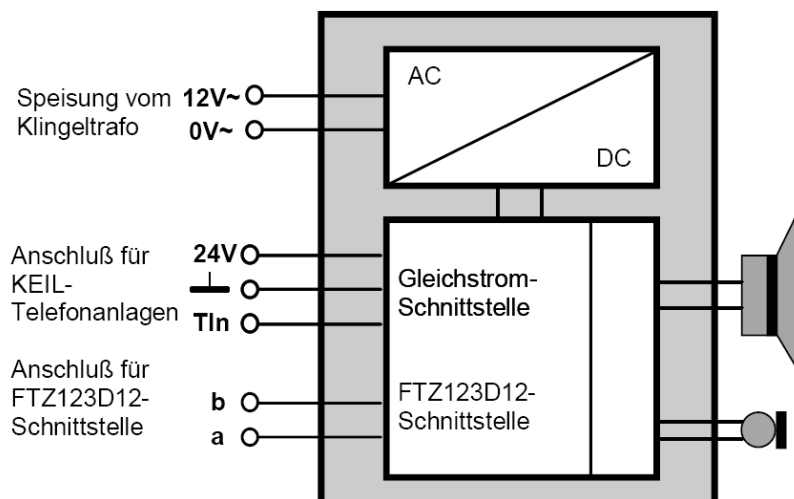 Speisung vom
Klingeltrafo
12V~
0V~
AC
DC
Anschluß für
KEIL-
Telefonanlagen
24V
Tln
Gleichstrom-
Schnittstelle
Anschluß für
FTZ123D12-
Schnittstelle
b
a
FTZ123D12-
Schnittstelle